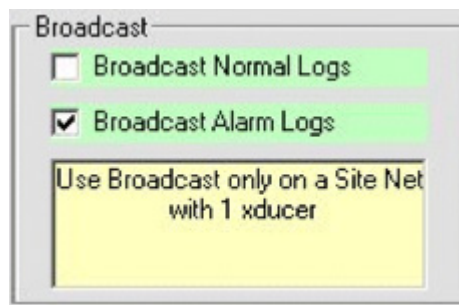 Broadcast
Broadcast Normal Logs
Broadcast Alarm Logs
Use Broadcast only on a Site Net
with 1 xducer